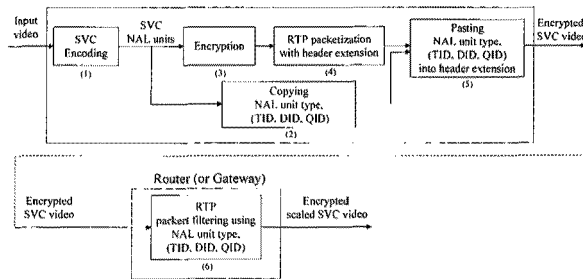 Input
video
SVC
Encoding
(1)
SVC
NAL units
Encryption
(3)
RTP packetization
with header extension
(4)
Pasting
NAL unit type,
(TID, DID, QID)
into header extension
(5)
Encrypted
SVC video
Copying
NAL unit type,
(TID, DID, QID)
(2)
Router (or Gateway)
Encrypted
SVC video
RTP
packert filtering using
NAL unit type,
(TID, DID, QID)
(6)
Encrypted
scaled SVC video